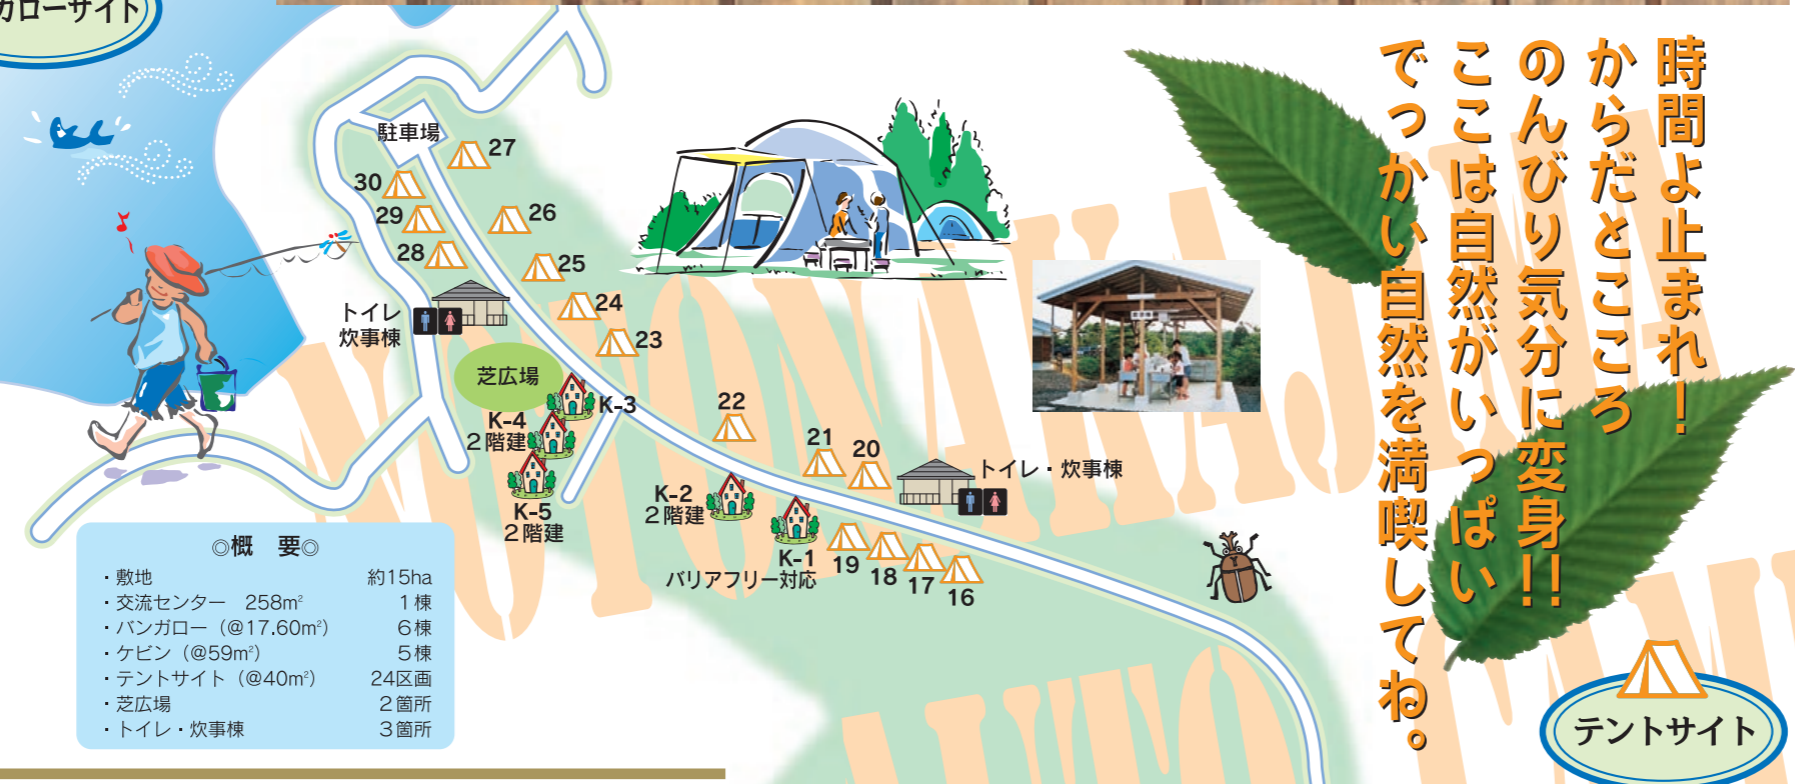 ガローサイト
時間よ止まれ！
からだとこころ
のんびり気分に変身!!
ここは自然がいっぱい
でっかい自然を満喫してね。
駐車場
27
30
29
26
28
25
24
トイレ
炊事棟
23
芝広場
K-3
K-4
２階建
22
21
20
トイレ・炊事棟
K-2
２階建
K-5
２階建
K-1
バリアフリー対応
19
18
17
16
◎概　要◎
・敷地　約15ha
・交流センター　258m²　１棟
・バンガロー（@17.60m²）　６棟
・ケビン（@59m²）　５棟
・テントサイト（@40m²）　24区画
・芝広場　２箇所
・トイレ・炊事棟　３箇所
テントサイト
NOTONAKAJIMA